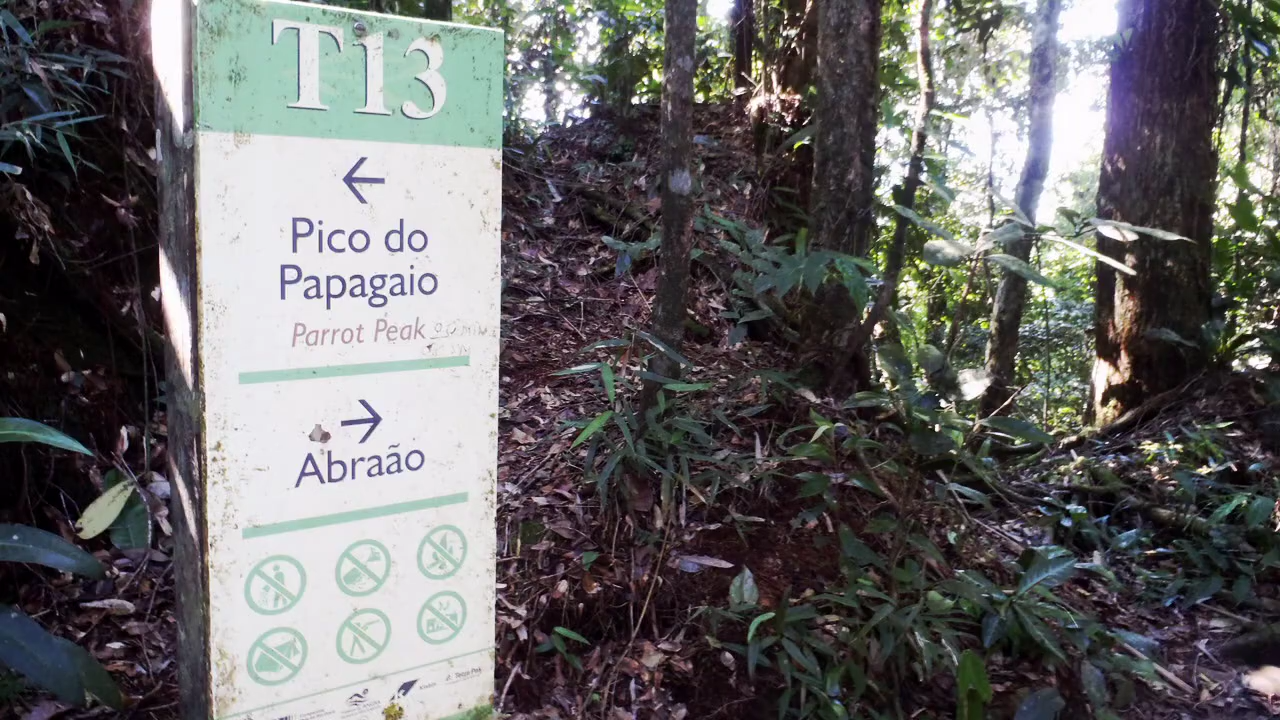 T13
←
Pico do
Papagaio
Parrot Peak
→
Abraão